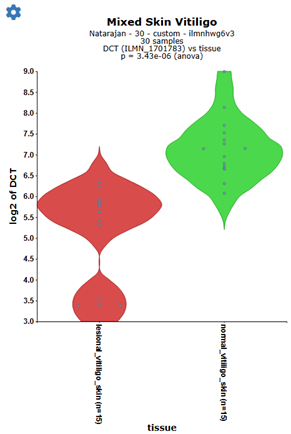 Mixed Skin Vitiligo
Natarajan - 30 - custom - ilmnhwg6v3
30 samples
DCT (ILMN_1701783) vs tissue
p = 3.43e-06 (anova)
9.0
8.5
8.0
7.5
7.0
6.5
6.0
5.5
5.0
4.5
4.0
3.5
3.0
log2 of DCT
lesional_vitiligo_skin (n=15)
normal_vitiligo_skin (n=15)
tissue